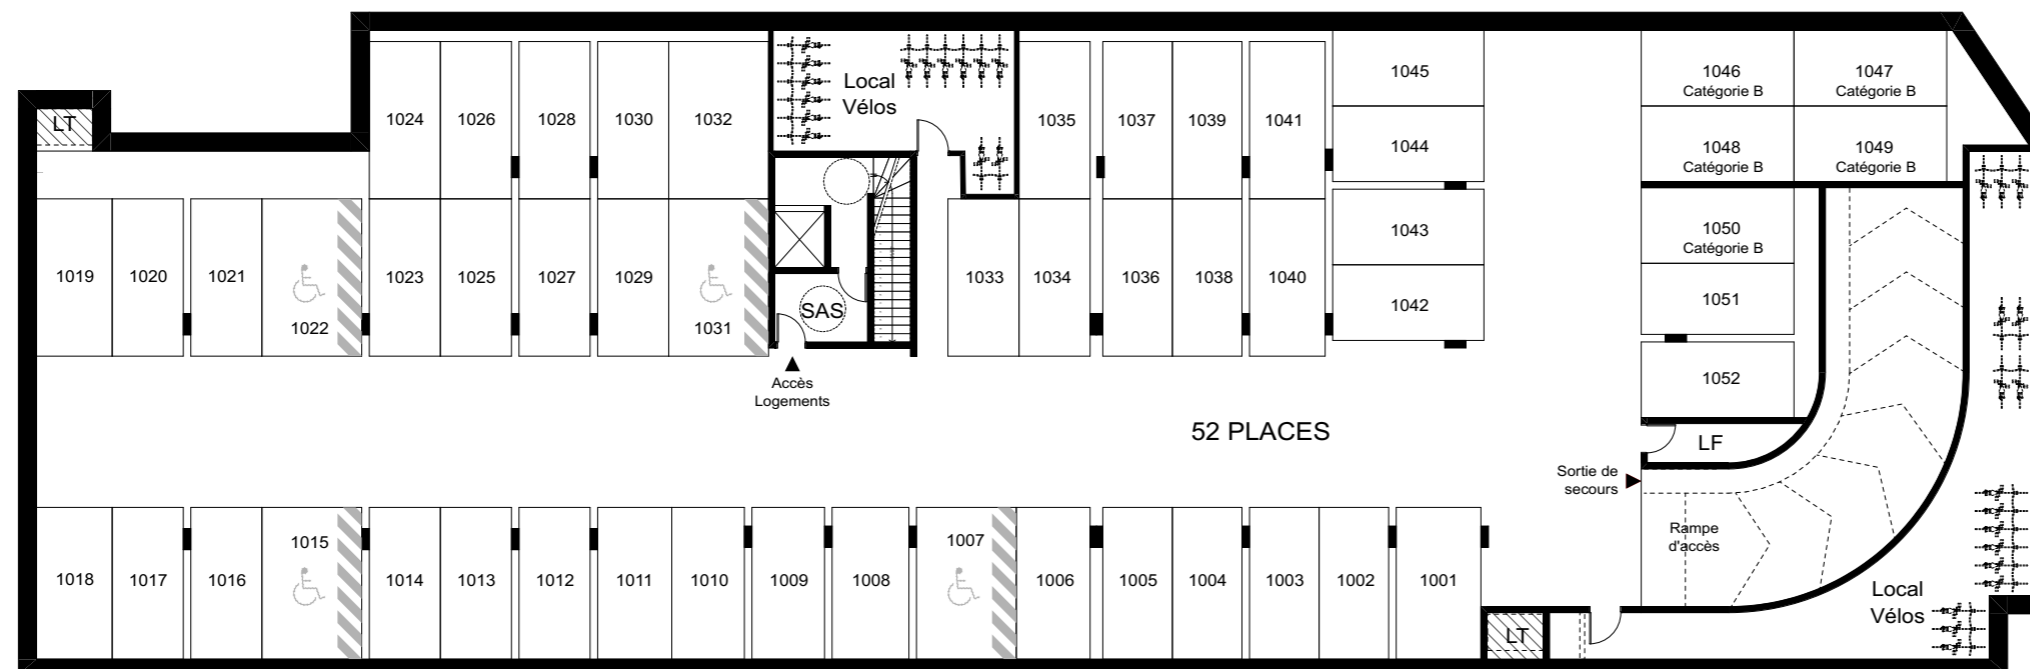 1045
1046
Catégorie B
1047
Catégorie B
Local
Vélos
LT
1024
1026
1028
1030
1032
1035
1037
1039
1041
1044
1048
Catégorie B
1049
Catégorie B
1043
1050
Catégorie B
1019
1020
1021
1022
1023
1025
1027
1029
1031
SAS
1033
1034
1036
1038
1040
1042
1051
1052
Accès
Logements
52 PLACES
LF
Sortie de
secours
Rampe
d'accès
1018
1017
1016
1015
1014
1013
1012
1011
1010
1009
1008
1007
1006
1005
1004
1003
1002
1001
Local
Vélos
LT